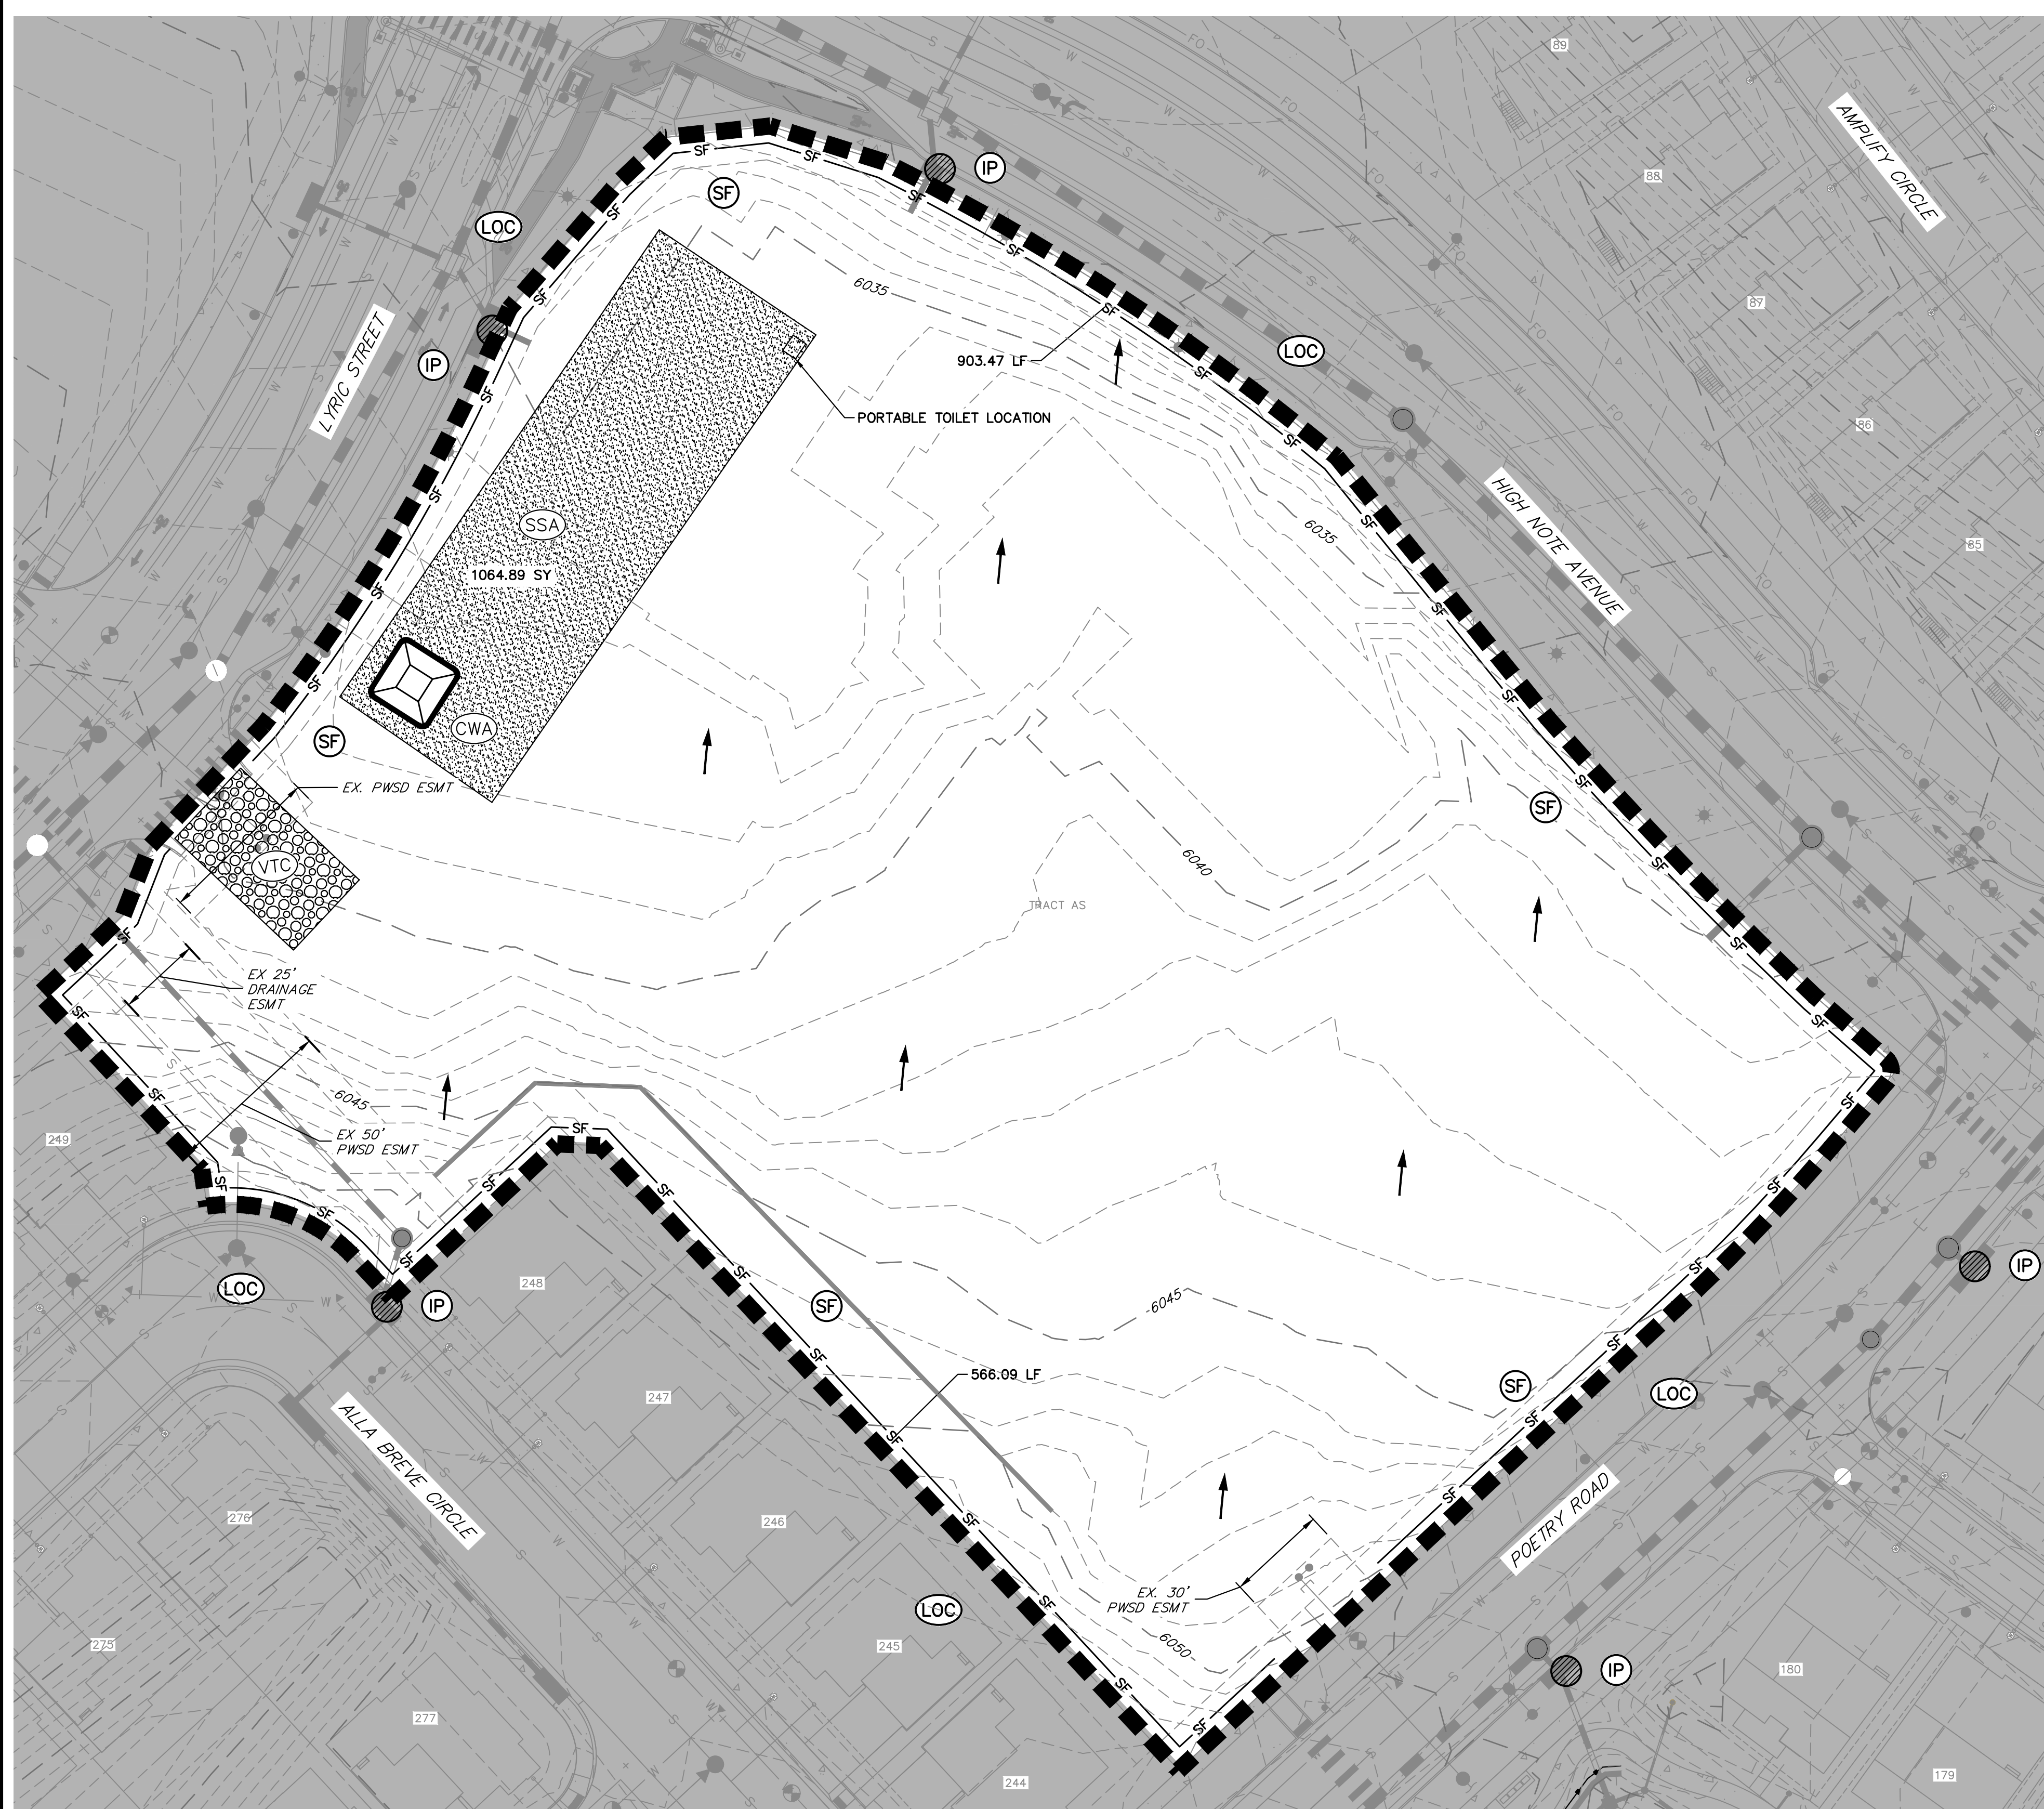 89
AMPLIFY CIRCLE
88
SF
SF
IP
SF
LOC
6035
87
LYRIC STREET
903.47 LF
LOC
IP
PORTABLE TOILET LOCATION
86
HIGH NOTE AVENUE
SSA
6035
85
1064.89 SY
CWA
SF
EX. PWSD ESMT
SF
VTC
6040
TRACT AS
EX 25'
DRAINAGE
ESMT
6045
EX 50'
PWSD ESMT
249
SF
LOC
IP
248
SF
6045
IP
566.09 LF
SF
LOC
247
ALLA BREVE CIRCLE
276
246
POETRY ROAD
EX. 30'
PWSD ESMT
LOC
275
245
6050
IP
180
277
244
179